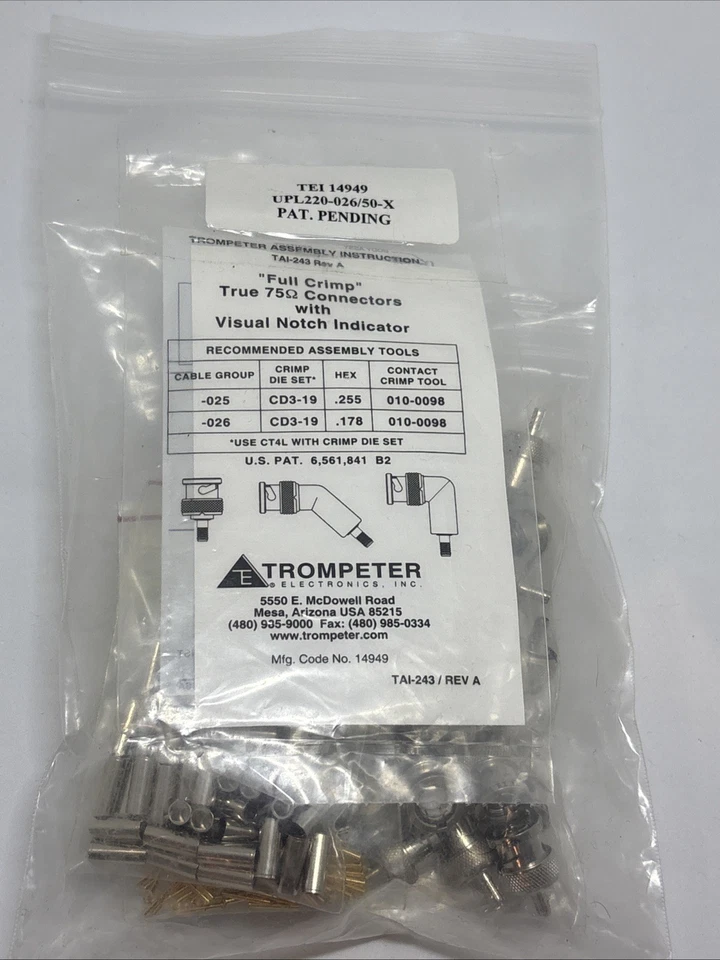 TEI 14949
UPL220-026/50-X
PAT. PENDING
TROMPETER ASSEMBLY INSTRUCTION
TAI-243 Rev A
"Full Crimp"
True 75Ω Connectors
with
Visual Notch Indicator
RECOMMENDED ASSEMBLY TOOLS
CABLE GROUP CRIMP DIE SET* HEX CONTACT CRIMP TOOL
-025 CD3-19 .255 010-0098
-026 CD3-19 .178 010-0098
*USE CT4L WITH CRIMP DIE SET
U.S. PAT. 6,561,841 B2
TE TROMPETER
® ELECTRONICS, INC.
5550 E. McDowell Road
Mesa, Arizona USA 85215
(480) 985-9000 Fax: (480) 985-0334
www.trompeter.com
Mfg. Code No. 14949
TAI-243 / REV A